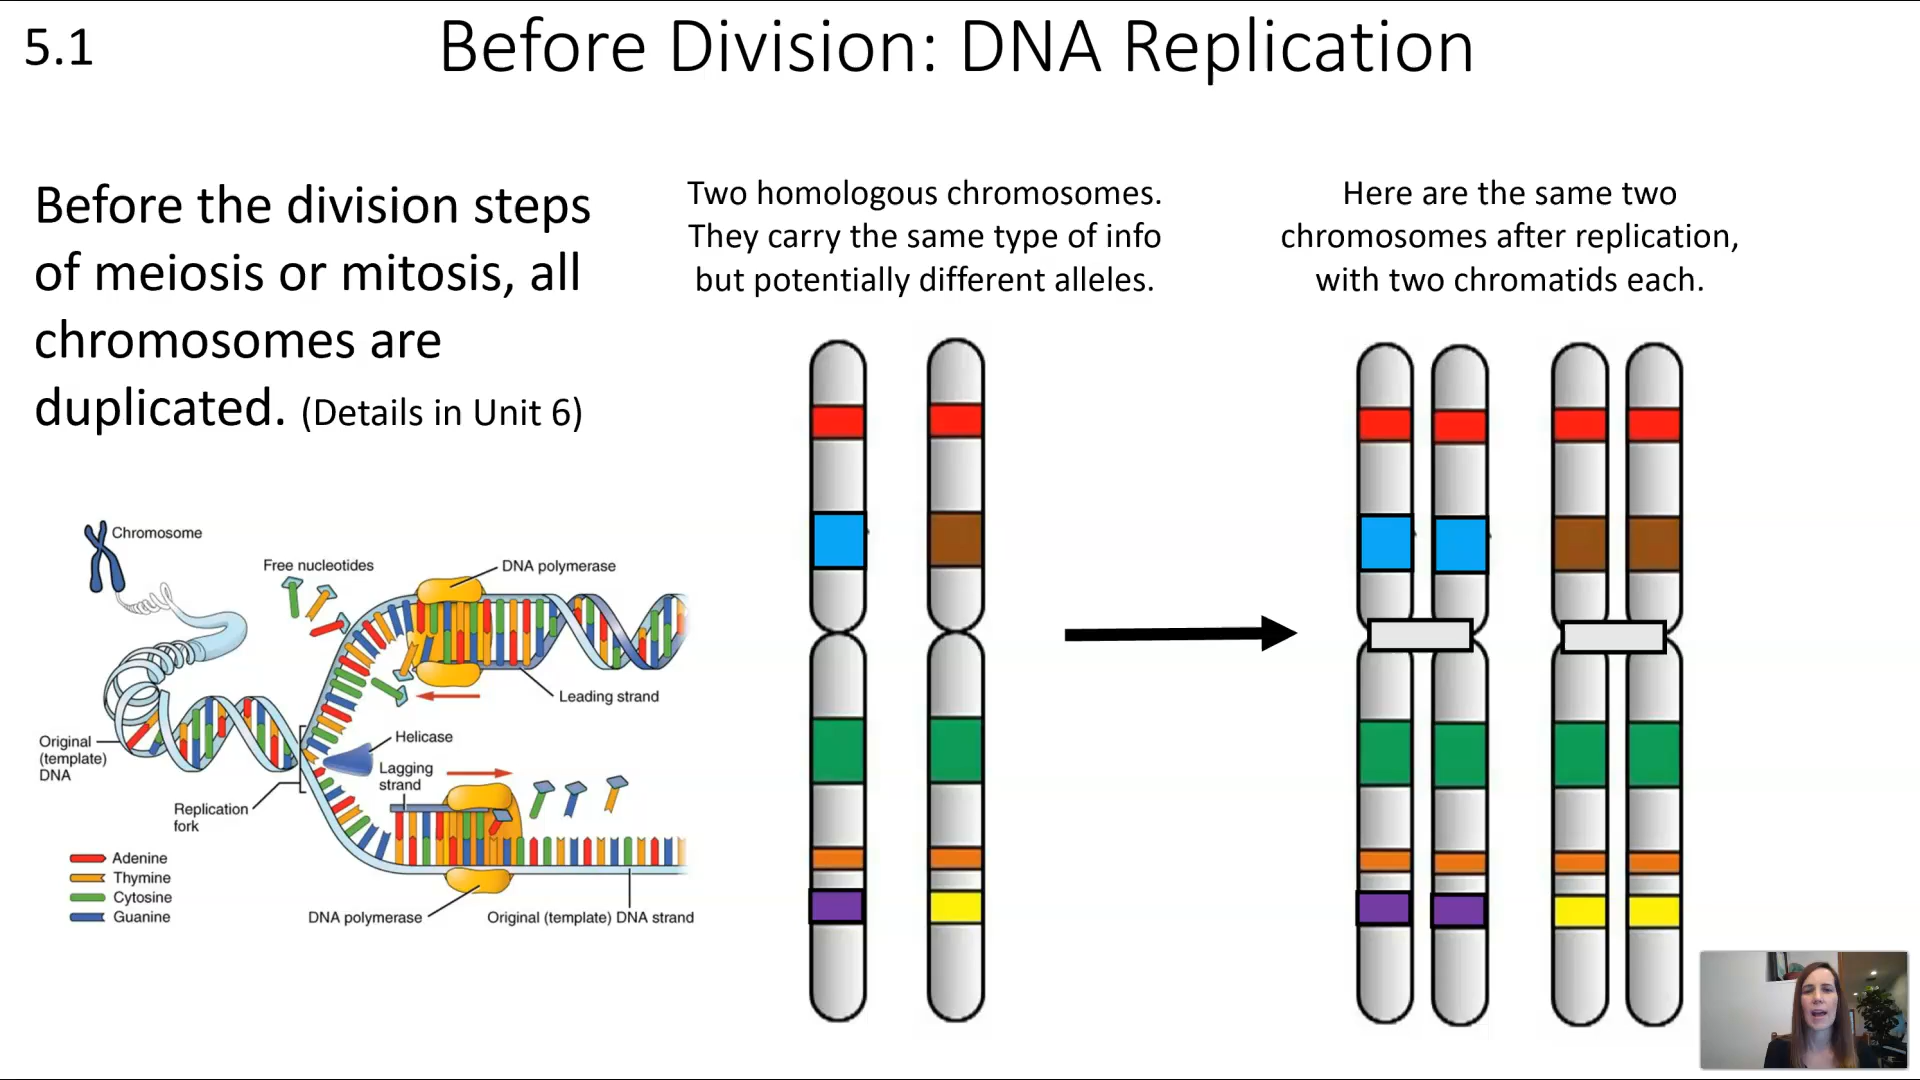 5.1
Before Division: DNA Replication
Before the division steps
of meiosis or mitosis, all
chromosomes are
duplicated. (Details in Unit 6)
Two homologous chromosomes.
They carry the same type of info
but potentially different alleles.
Here are the same two
chromosomes after replication,
with two chromatids each.
Chromosome
Free nucleotides
DNA polymerase
Leading strand
Helicase
Original
(template)
DNA
Lagging
strand
Replication
fork
Adenine
Thymine
Cytosine
Guanine
DNA polymerase
Original (template) DNA strand